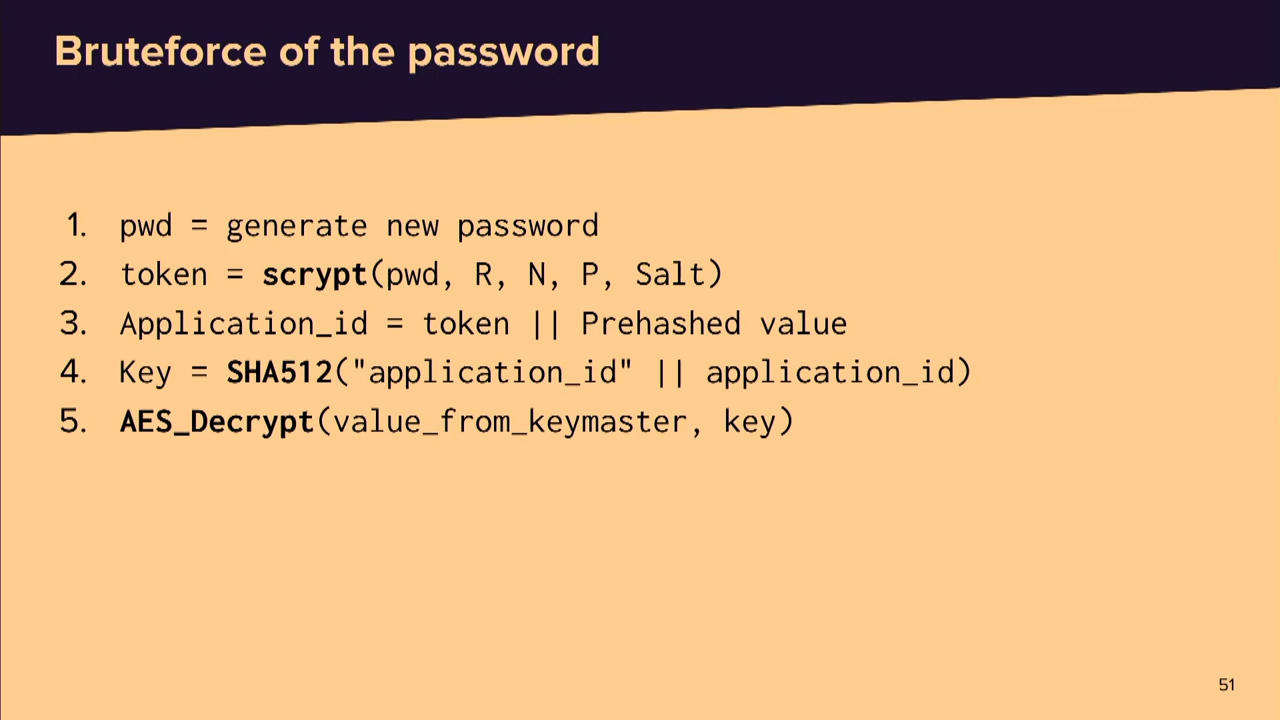 Bruteforce of the password
1. pwd = generate new password
2. token = scrypt(pwd, R, N, P, Salt)
3. Application_id = token || Prehashed value
4. Key = SHA512("application_id" || application_id)
5. AES_Decrypt(value_from_keymaster, key)
51